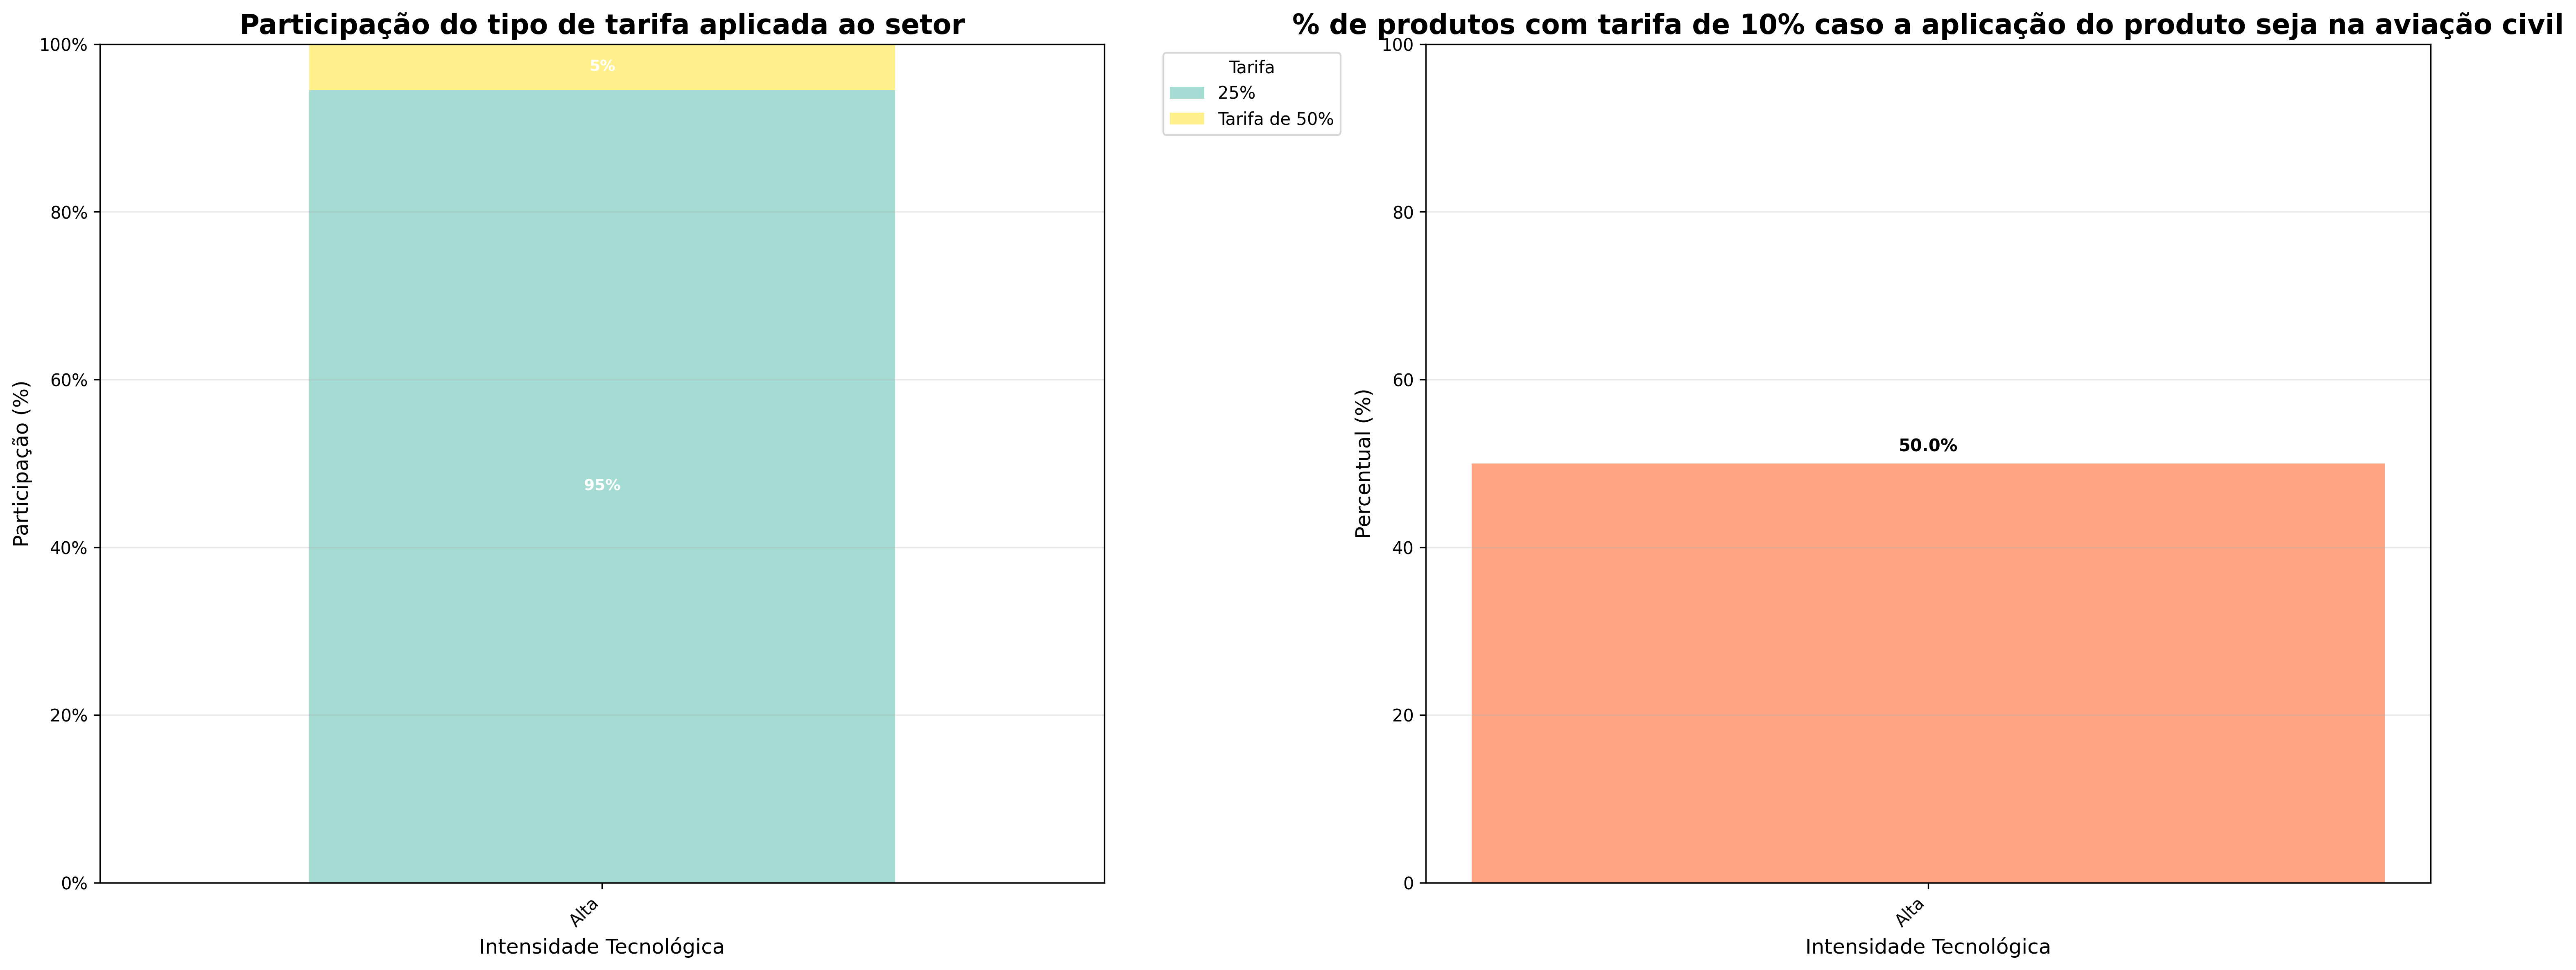 Participação do tipo de tarifa aplicada ao setor
100%
80%
60%
40%
20%
0%
Participação (%)
5%
95%
Alta
Intensidade Tecnológica
Tarifa
25%
Tarifa de 50%
% de produtos com tarifa de 10% caso a aplicação do produto seja na aviação civil
100
80
60
40
20
0
Percentual (%)
50.0%
Alta
Intensidade Tecnológica